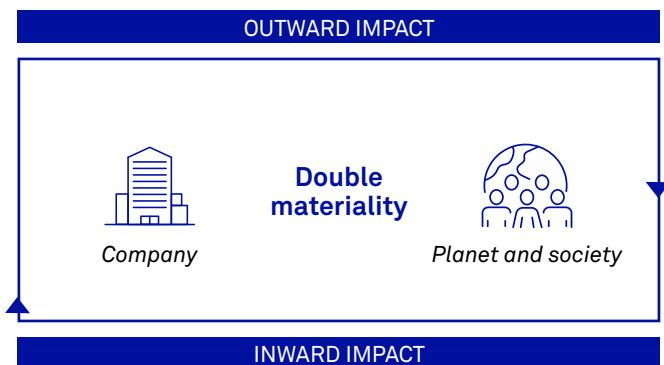 OUTWARD IMPACT
Double
materiality
Company
Planet and society
INWARD IMPACT